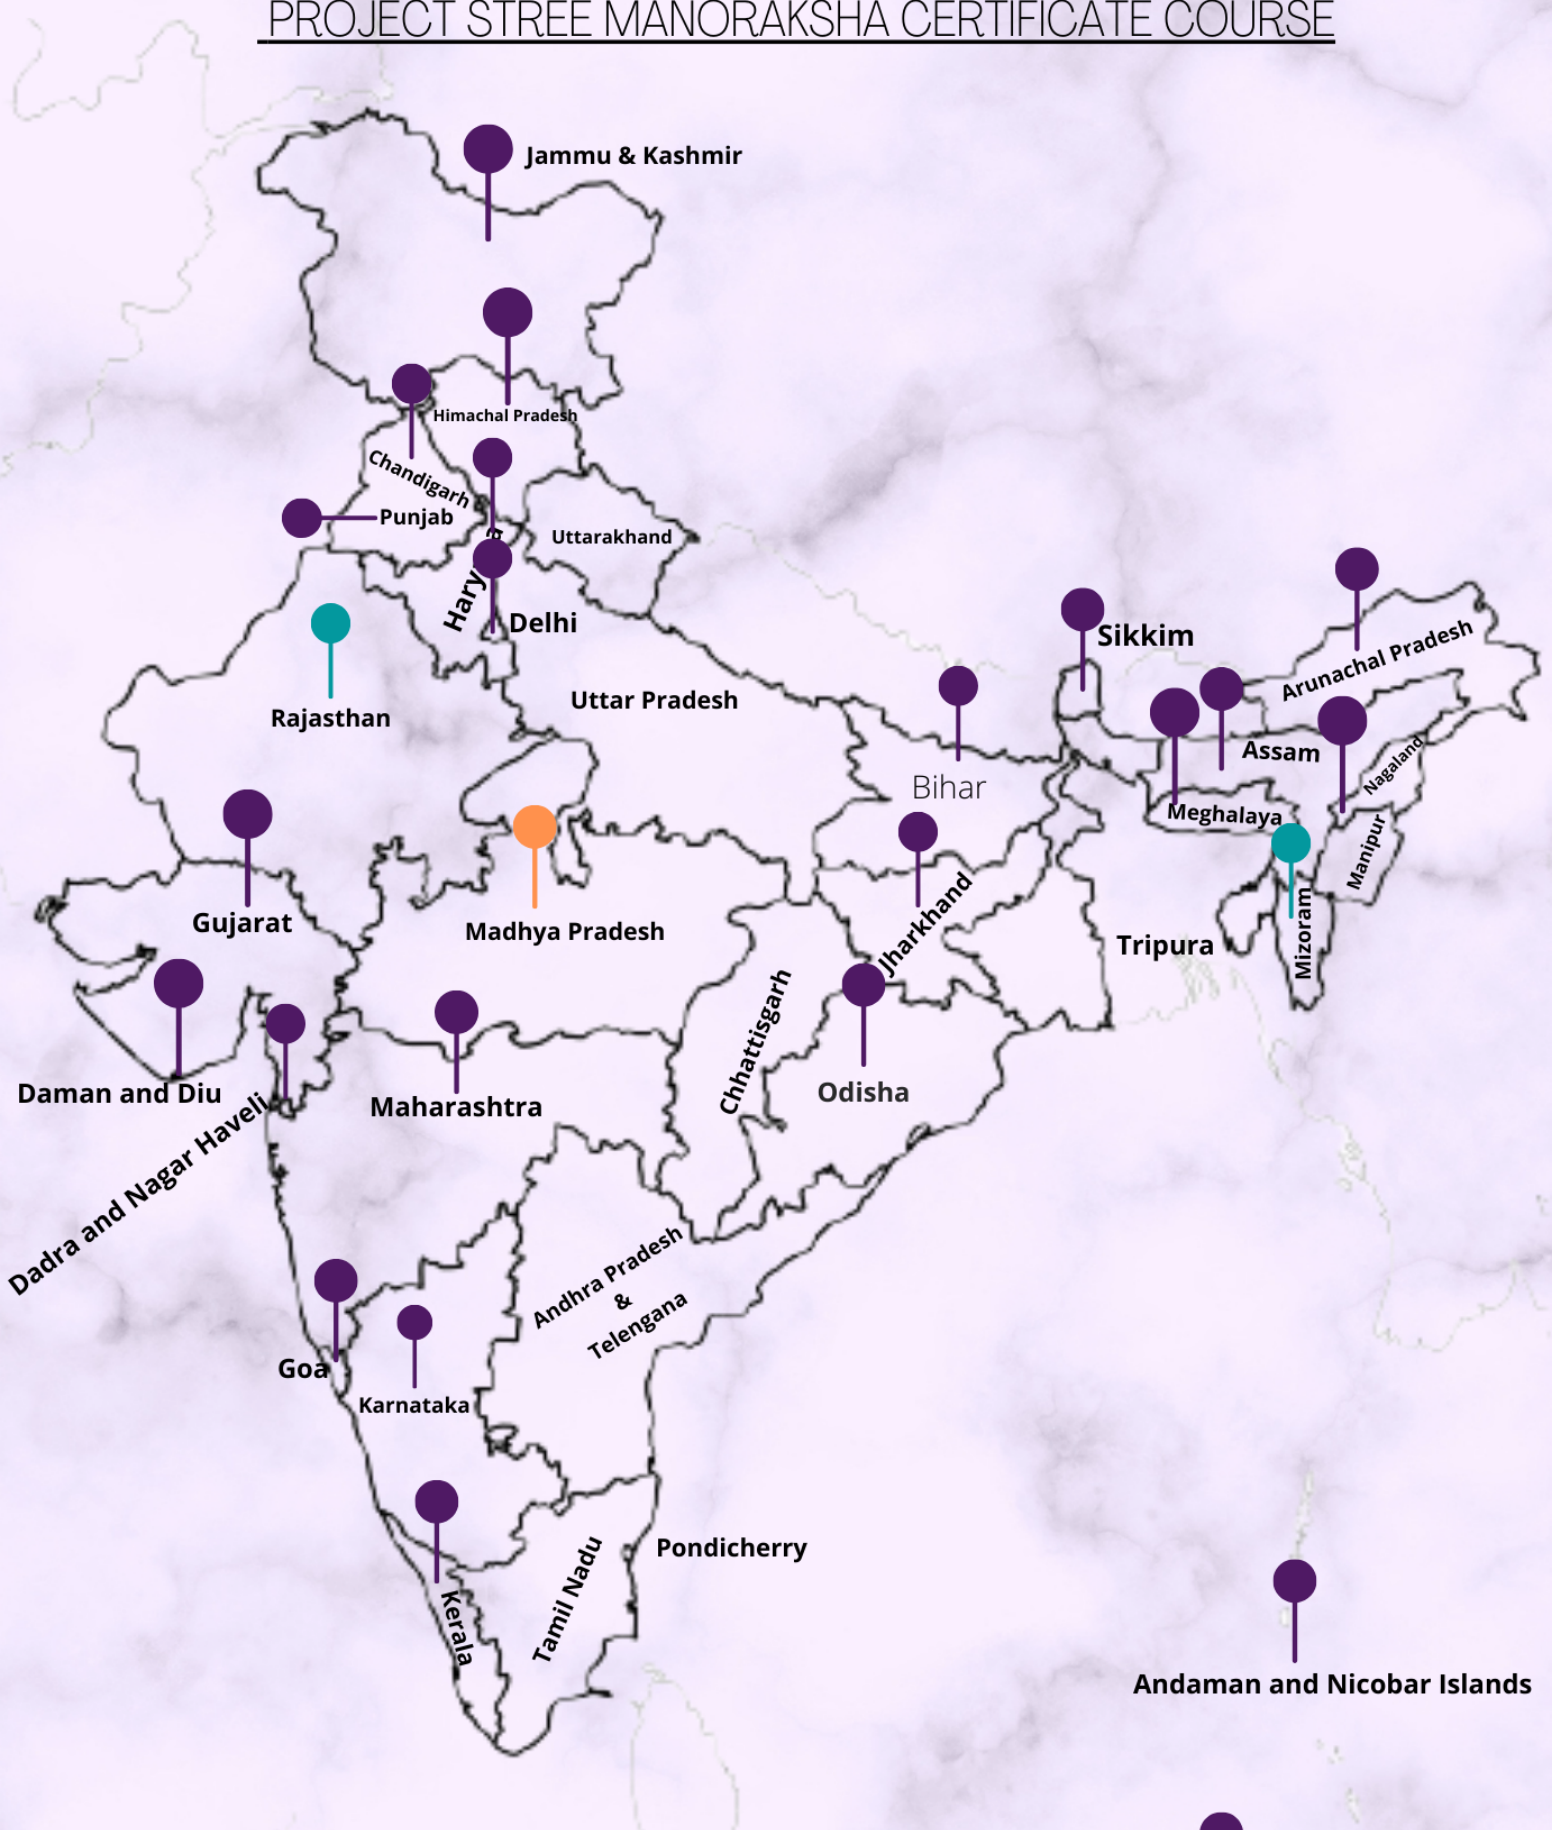 PROJECT STREE MANORAKSHA CERTIFICATE COURSE
Jammu & Kashmir
Himachal Pradesh
Chandigarh
Punjab
Uttarakhand
Delhi
Sikkim
Arunachal Pradesh
Uttar Pradesh
Rajasthan
Assam
Nagaland
Bihar
Meghalaya
Manipur
Gujarat
Madhya Pradesh
Jharkhand
Tripura
Mizoram
Chhattisgarh
Daman and Diu
Maharashtra
Odisha
Dadra and Nagar Haveli
Andhra Pradesh
&
Telengana
Goa
Karnataka
Pondicherry
Tamil Nadu
Kerala
Andaman and Nicobar Islands